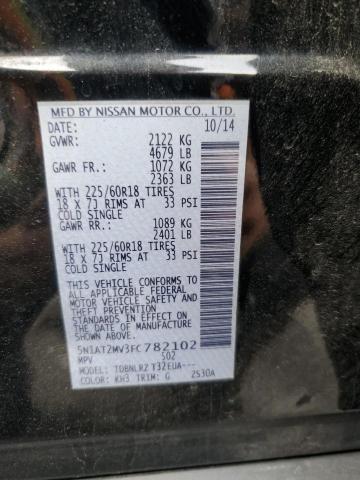 MFD BY NISSAN MOTOR CO., LTD.
DATE: 10/14
GVWR: 2122 KG
4679 LB
GAWR FR.: 1072 KG
2363 LB
WITH 225/60R18 TIRES
18 X 7J RIMS AT 33 PSI
COLD SINGLE
GAWR RR.: 1089 KG
2401 LB
WITH 225/60R18 TIRES
18 X 7J RIMS AT 33 PSI
COLD SINGLE
THIS VEHICLE CONFORMS TO
ALL APPLICABLE FEDERAL
MOTOR VEHICLE SAFETY AND
THEFT PREVENTION
STANDARDS IN EFFECT ON
THE DATE OF MANUFACTURE
SHOWN ABOVE.
5N1AT2MV3FC782102
MPV 502
MODEL: TDBNLRZ T32EUA---
COLOR: KH3 TRIM: G 2530A